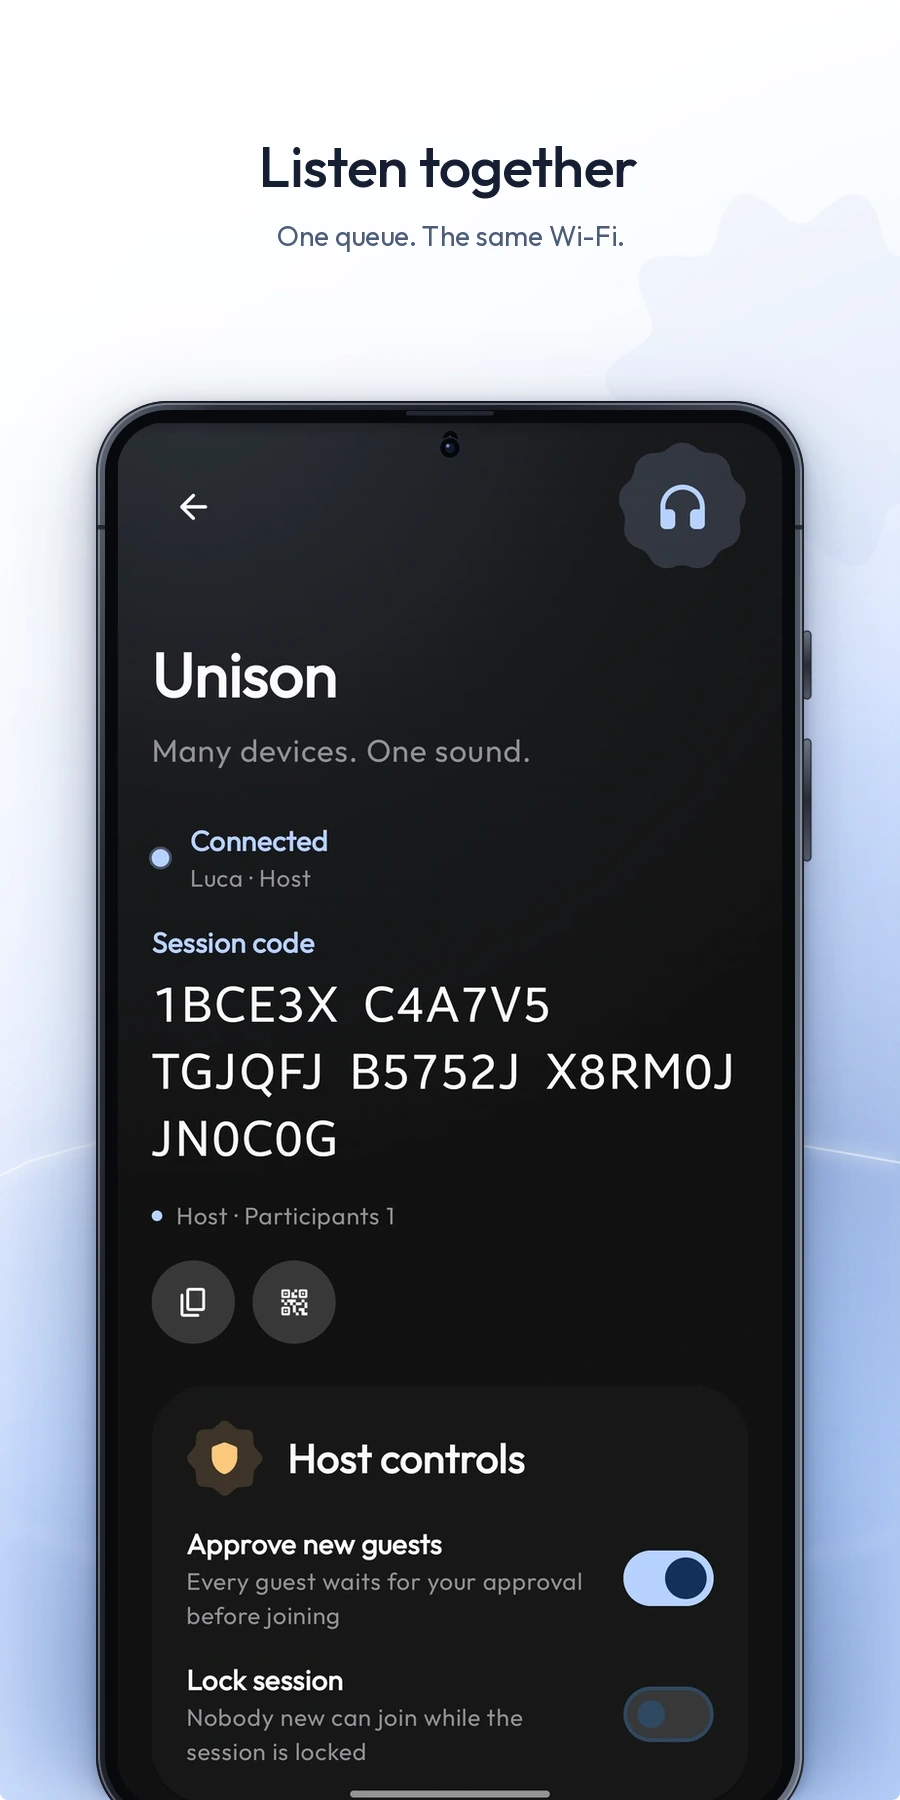 Listen together
One queue. The same Wi-Fi.
Unison
Many devices. One sound.
Connected
Luca · Host
Session code
1BCE3X C4A7V5
TGJQFJ B5752J X8RM0J
JN0C0G
Host · Participants 1
Host controls
Approve new guests
Every guest waits for your approval
before joining
Lock session
Nobody new can join while the
session is locked